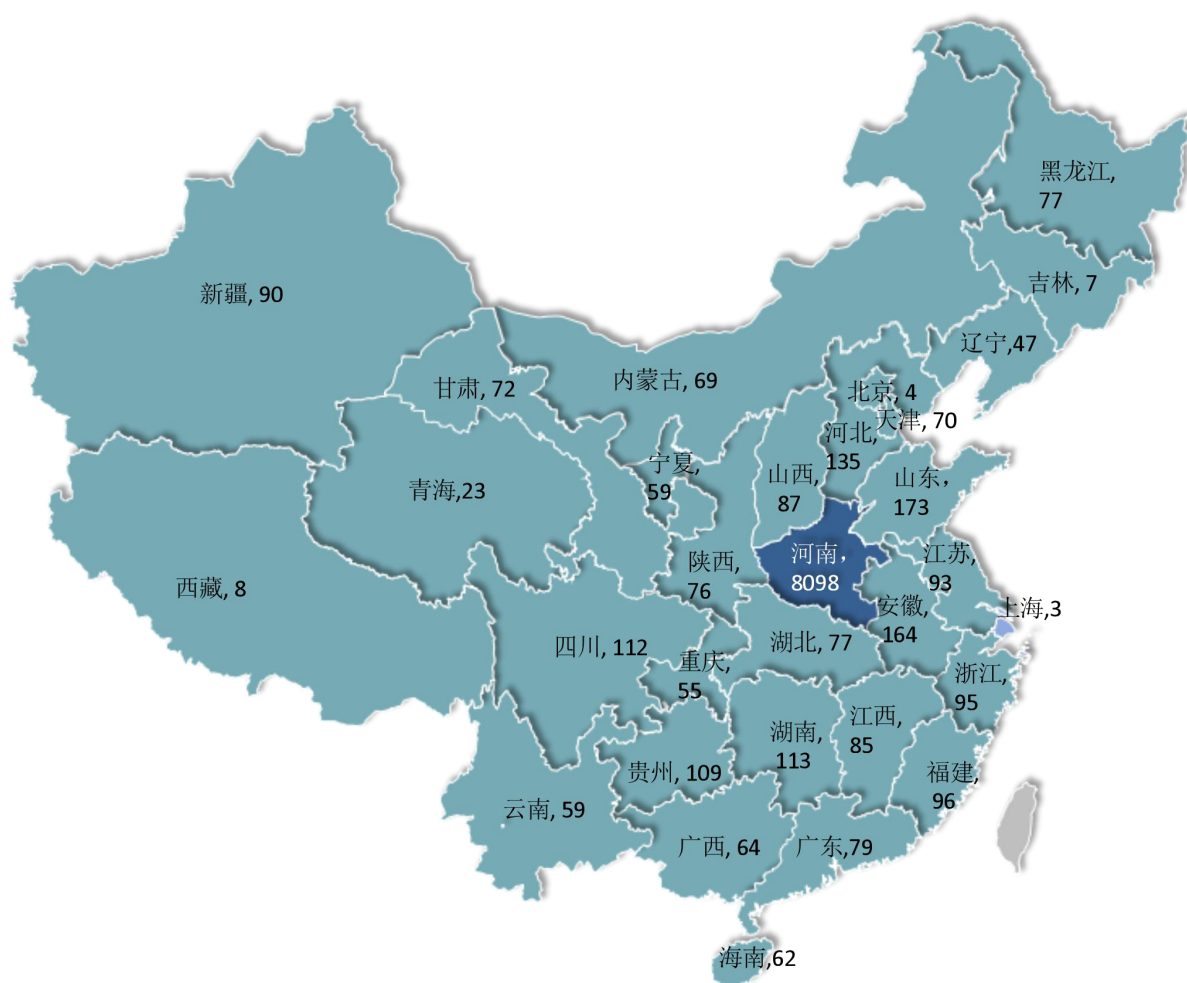 黑龙江,
77
吉林, 7
新疆, 90
辽宁,47
内蒙古, 69
甘肃, 72
北京, 4
天津, 70
河北,
135
宁夏,
59
山西,
87
山东，
173
青海,23
河南，
8098
江苏,
93
陕西,
76
西藏, 8
安徽,
164
上海,3
四川, 112
湖北, 77
重庆,
55
浙江,
95
江西,
85
湖南,
113
贵州, 109
福建,
96
云南, 59
广西, 64
广东,79
海南,62